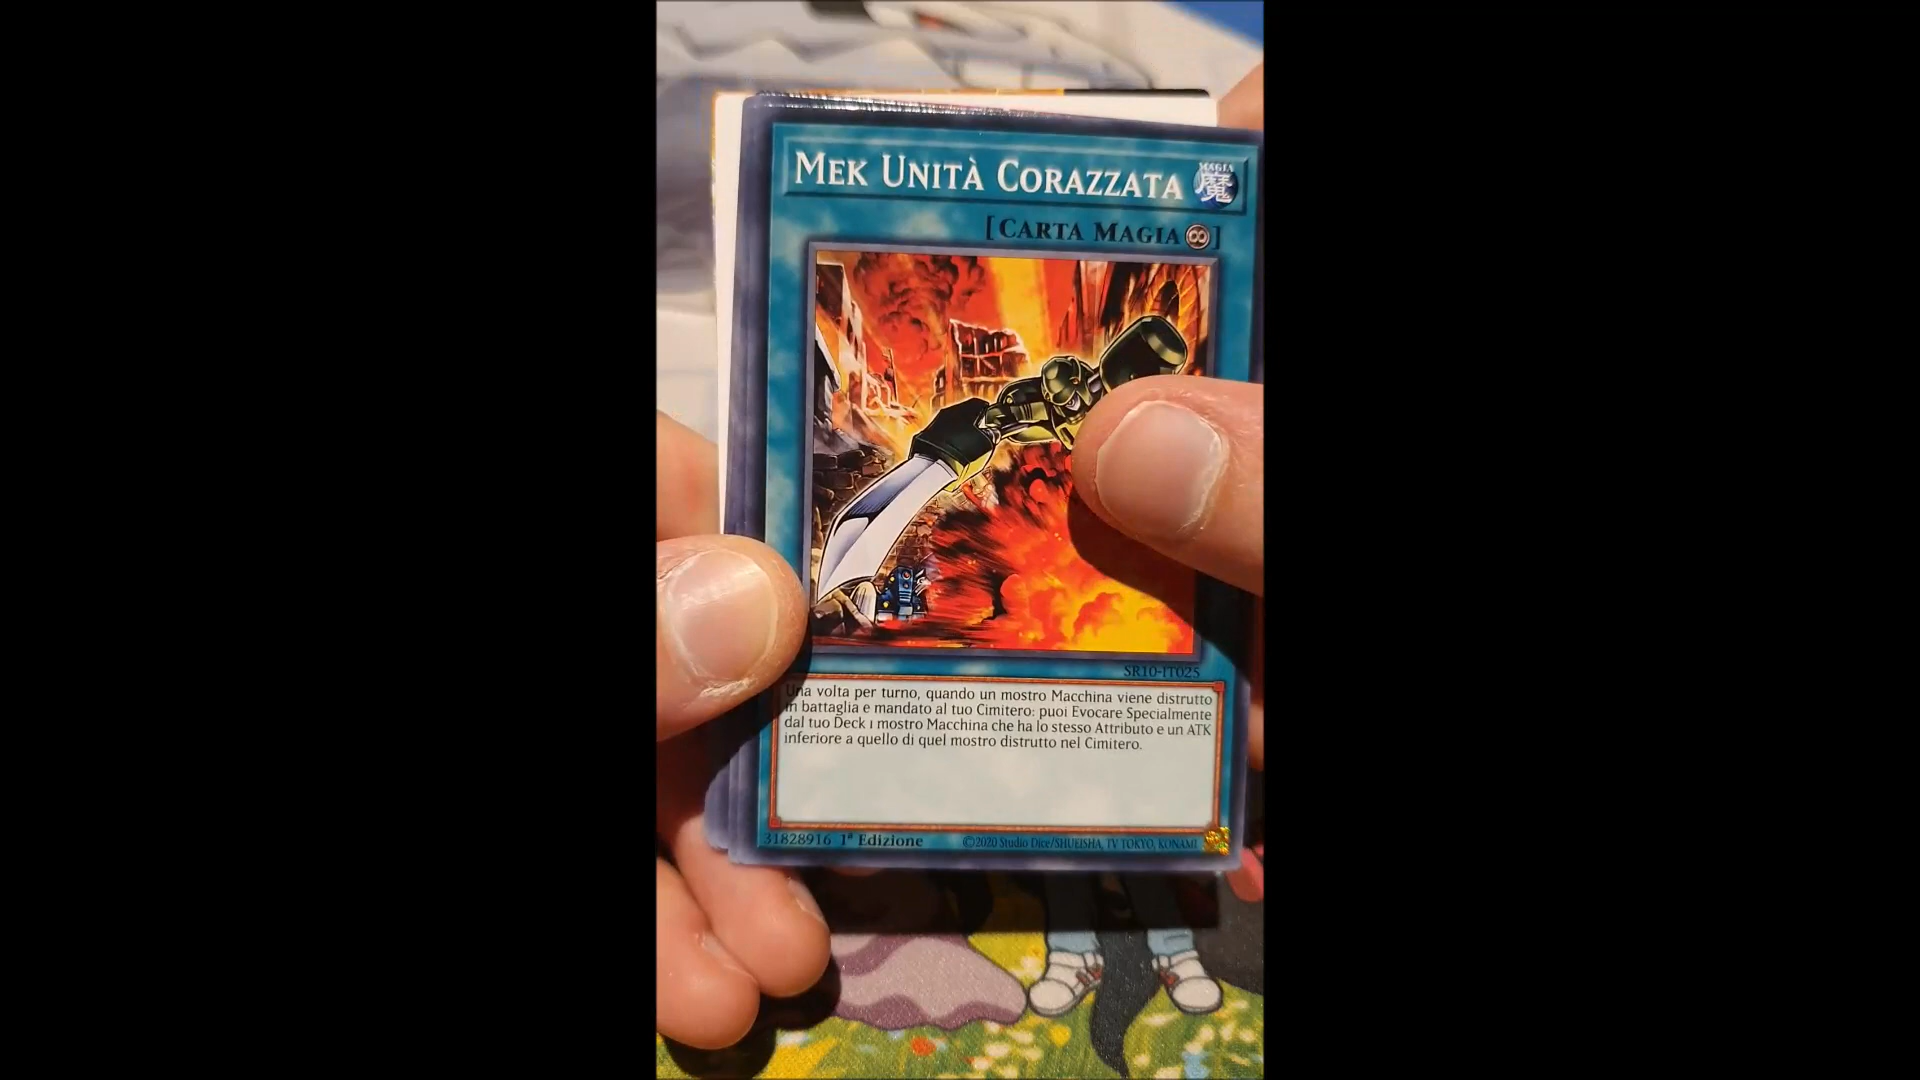 Mek Unità Corazzata
MAGIA
魔
[Carta Magia]
SR10-IT025
Una volta per turno, quando un mostro Macchina viene distrutto
in battaglia e mandato al tuo Cimitero: puoi Evocare Specialmente
dal tuo Deck 1 mostro Macchina che ha lo stesso Attributo e un ATK
inferiore a quello di quel mostro distrutto nel Cimitero.
31828916 1ª Edizione ©2020 Studio Dice/SHUEISHA, TV TOKYO, KONAMI